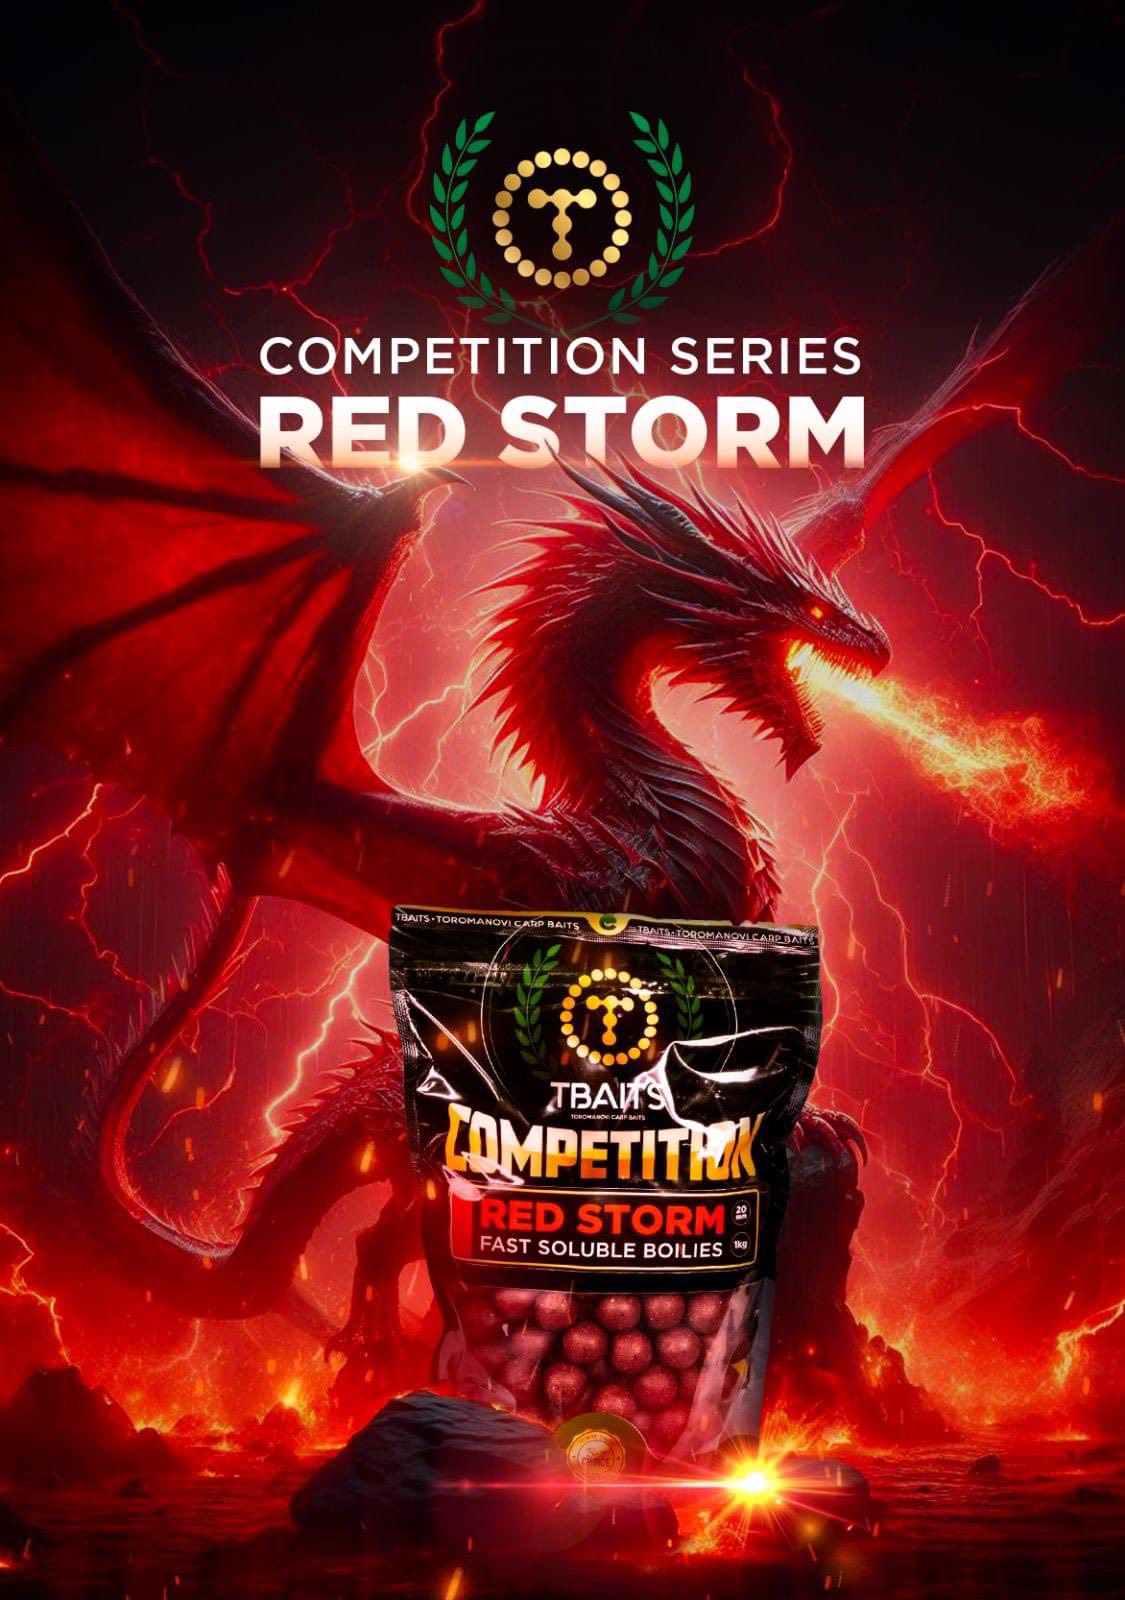 COMPETITION SERIES
RED STORM
TBAITS • TOROMANOVI CARP BAITS
TBAITS • TOROMANOVI CARP BAITS
T
TBAITS
TOROMANOVI CARP BAITS
COMPETITION
RED STORM
20 mm
FAST SOLUBLE BOILIES
1kg
CHOICE